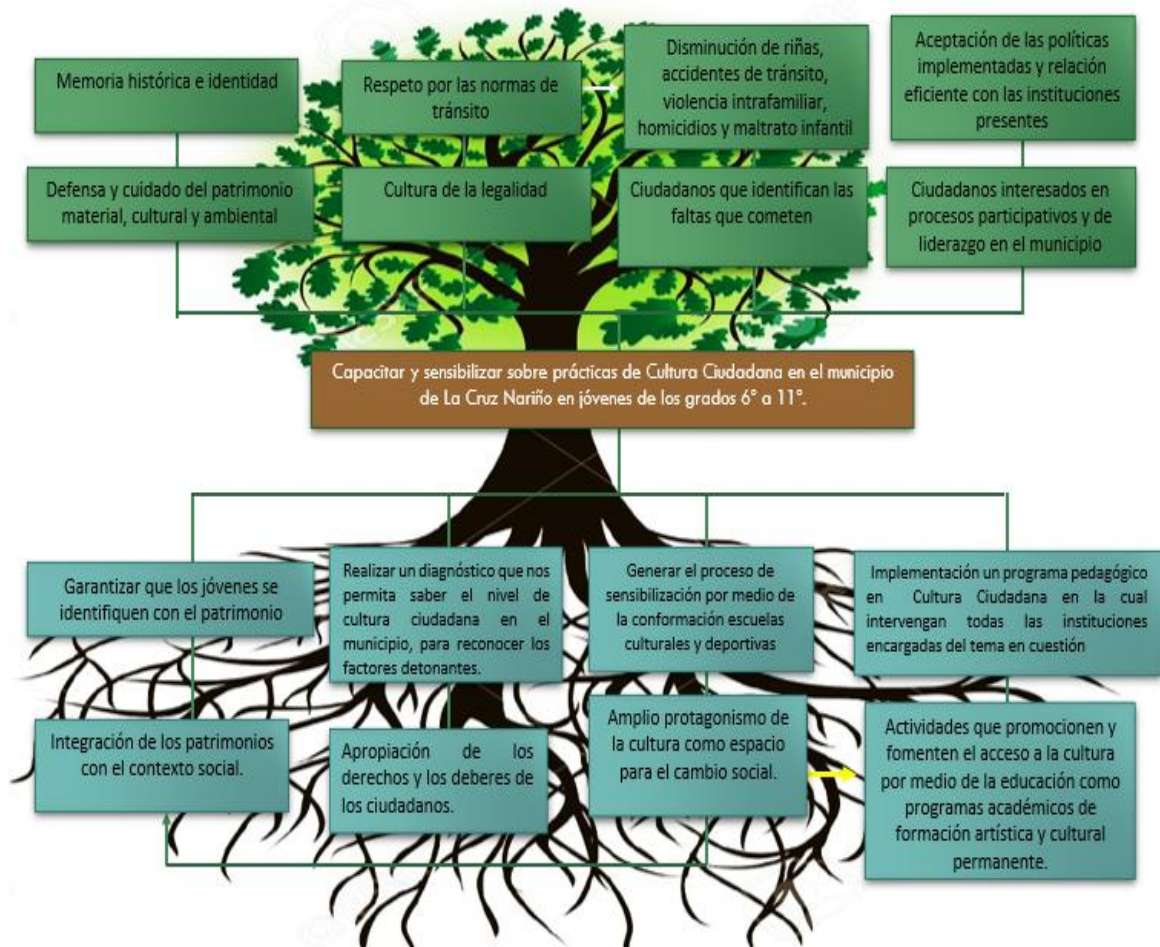 Memoria histórica e identidad
Respeto por las normas de
tránsito
Disminución de riñas,
accidentes de tránsito,
violencia intrafamiliar,
homicidios y maltrato infantil
Aceptación de las políticas
implementadas y relación
eficiente con las instituciones
presentes
Defensa y cuidado del patrimonio
material, cultural y ambiental
Cultura de la legalidad
Ciudadanos que identifican las
faltas que cometen
Ciudadanos interesados en
procesos participativos y de
liderazgo en el municipio
Capacitar y sensibilizar sobre prácticas de Cultura Ciudadana en el municipio
de La Cruz Nariño en jóvenes de los grados 6° a 11°.
Garantizar que los jóvenes se
identifiquen con el patrimonio
Realizar un diagnóstico que nos
permita saber el nivel de
cultura ciudadana en el
municipio, para reconocer los
factores detonantes.
Generar el proceso de
sensibilización por medio de
la conformación escuelas
culturales y deportivas
Implementación un programa pedagógico
en Cultura Ciudadana en la cual
intervengan todas las instituciones
encargadas del tema en cuestión
Integración de los patrimonios
con el contexto social.
Apropiación de los
derechos y los deberes de
los ciudadanos.
Amplio protagonismo de
la cultura como espacio
para el cambio social.
Actividades que promocionen y
fomenten el acceso a la cultura
por medio de la educación como
programas académicos de
formación artística y cultural
permanente.